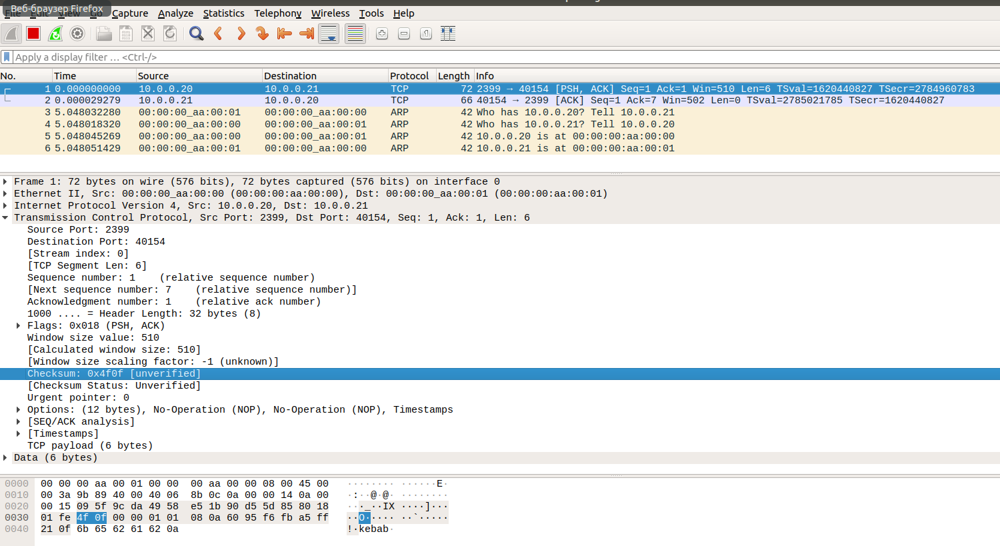 Веб-браузер Firefox
Go Capture Analyze Statistics Telephony Wireless Tools Help
Apply a display filter … <Ctrl-/>
No. Time Source Destination Protocol Length Info
1 0.000000000 10.0.0.20 10.0.0.21 TCP 72 2399 → 40154 [PSH, ACK] Seq=1 Ack=1 Win=510 Len=6 TSval=1620440827 TSecr=2784960783
2 0.000029279 10.0.0.21 10.0.0.20 TCP 66 40154 → 2399 [ACK] Seq=1 Ack=7 Win=502 Len=0 TSval=2785021785 TSecr=1620440827
3 5.048032280 00:00:00_aa:00:01 00:00:00_aa:00:00 ARP 42 Who has 10.0.0.20? Tell 10.0.0.21
4 5.048018320 00:00:00_aa:00:00 00:00:00_aa:00:01 ARP 42 Who has 10.0.0.21? Tell 10.0.0.20
5 5.048045269 00:00:00_aa:00:00 00:00:00_aa:00:01 ARP 42 10.0.0.20 is at 00:00:00:aa:00:00
6 5.048051429 00:00:00_aa:00:01 00:00:00_aa:00:00 ARP 42 10.0.0.21 is at 00:00:00:aa:00:01
Frame 1: 72 bytes on wire (576 bits), 72 bytes captured (576 bits) on interface 0
Ethernet II, Src: 00:00:00_aa:00:00 (00:00:00:aa:00:00), Dst: 00:00:00_aa:00:01 (00:00:00:aa:00:01)
Internet Protocol Version 4, Src: 10.0.0.20, Dst: 10.0.0.21
Transmission Control Protocol, Src Port: 2399, Dst Port: 40154, Seq: 1, Ack: 1, Len: 6
Source Port: 2399
Destination Port: 40154
[Stream index: 0]
[TCP Segment Len: 6]
Sequence number: 1 (relative sequence number)
[Next sequence number: 7 (relative sequence number)]
Acknowledgment number: 1 (relative ack number)
1000 .... = Header Length: 32 bytes (8)
Flags: 0x018 (PSH, ACK)
Window size value: 510
[Calculated window size: 510]
[Window size scaling factor: -1 (unknown)]
Checksum: 0x4f0f [unverified]
[Checksum Status: Unverified]
Urgent pointer: 0
Options: (12 bytes), No-Operation (NOP), No-Operation (NOP), Timestamps
[SEQ/ACK analysis]
[Timestamps]
TCP payload (6 bytes)
Data (6 bytes)
0000 00 00 00 aa 00 01 00 00 00 aa 00 00 08 00 45 00 ········ ······E·
0010 00 3a 9b 89 40 00 40 06 8b 0c 0a 00 00 14 0a 00 ·:··@·@· ········
0020 00 15 09 5f 9c da 49 58 e5 1b 90 d5 5d 85 80 18 ···_··IX ····]···
0030 01 fe 4f 0f 00 00 01 01 08 0a 60 95 f6 fb a5 ff ··O····· ··`·····
0040 21 0f 6b 65 62 61 62 0a !·kebab·